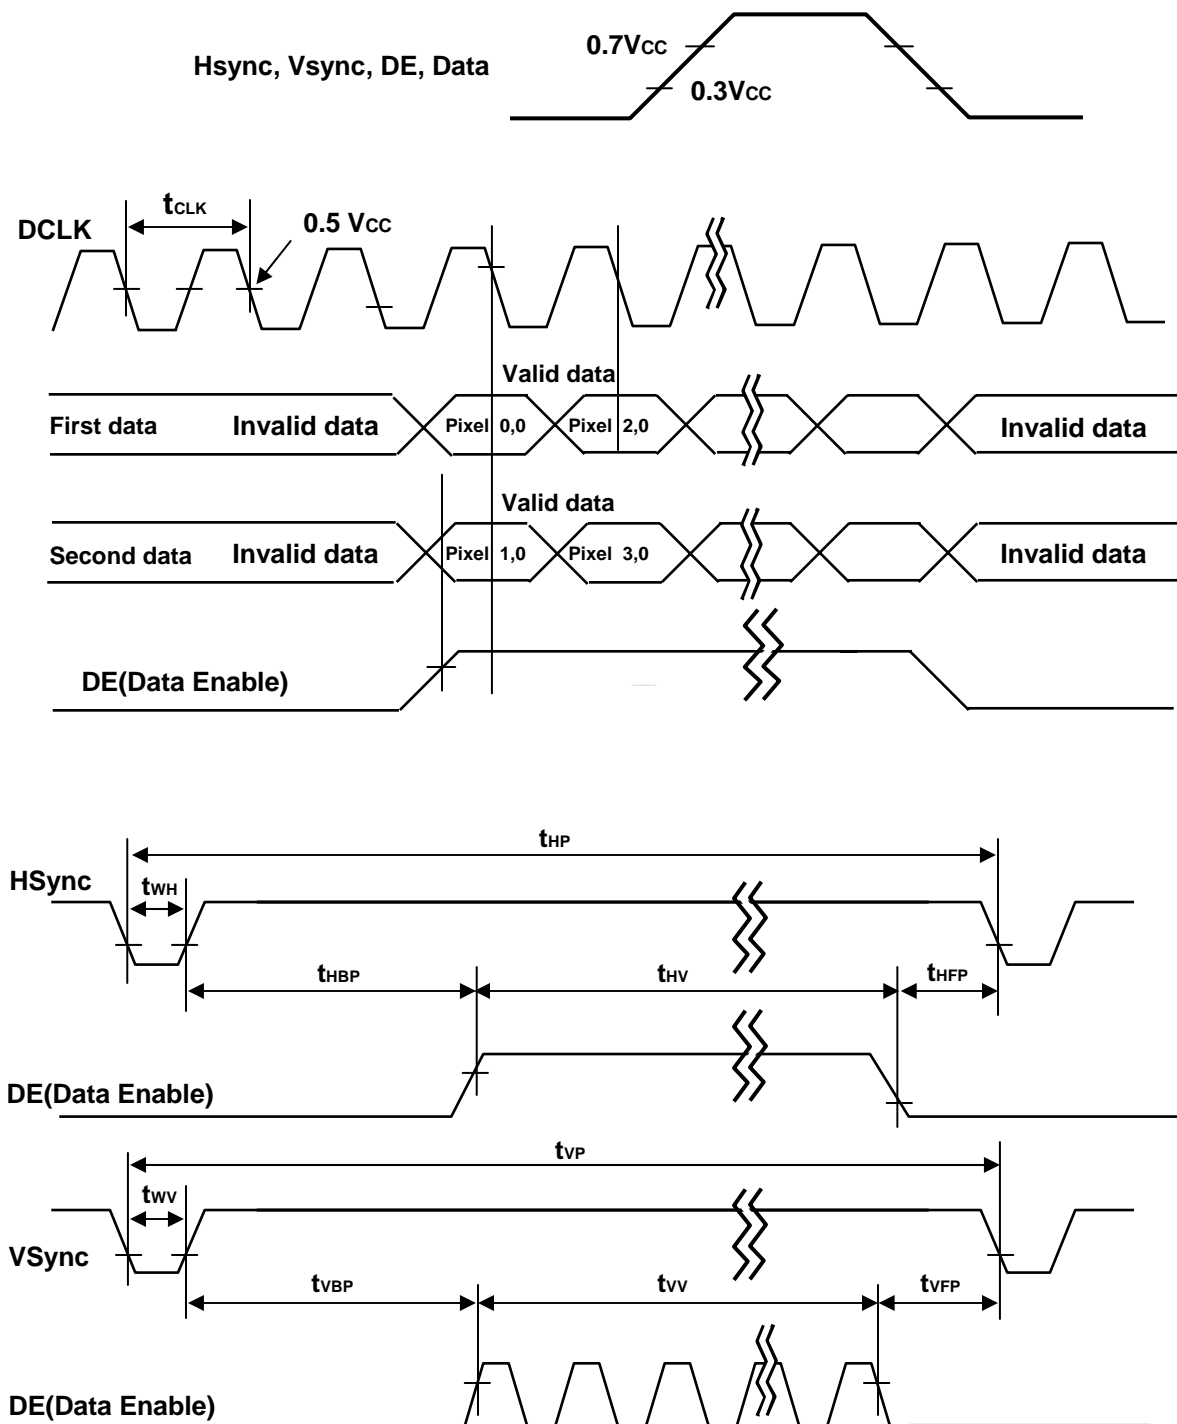 0.7VCC
Hsync, Vsync, DE, Data
0.3VCC
tCLK
0.5 VCC
DCLK
Valid data
First data Invalid data Pixel 0,0 Pixel 2,0 Invalid data
Valid data
Second data Invalid data Pixel 1,0 Pixel 3,0 Invalid data
DE(Data Enable)
tHP
HSync
tWH
tHBP tHV tHFP
DE(Data Enable)
tVP
tWV
VSync
tVBP tVV tVFP
DE(Data Enable)